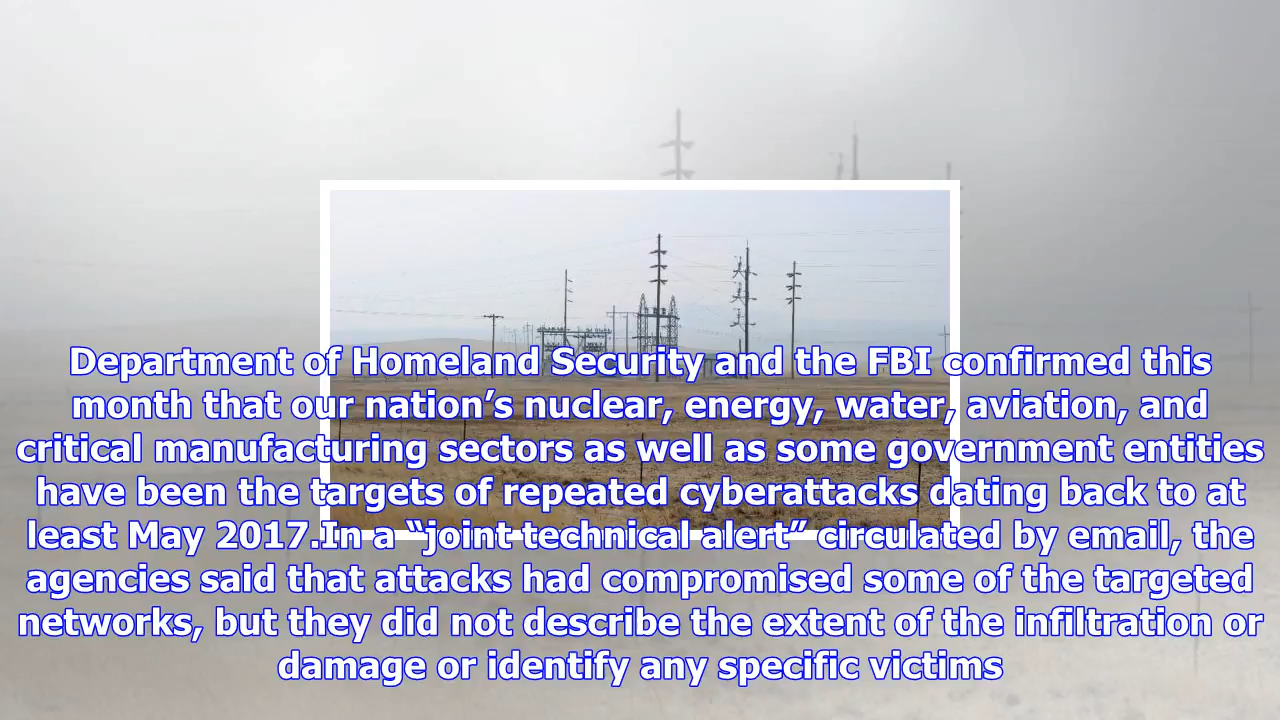 Department of Homeland Security and the FBI confirmed this
month that our nation’s nuclear, energy, water, aviation, and
critical manufacturing sectors as well as some government entities
have been the targets of repeated cyberattacks dating back to at
least May 2017.In a “joint technical alert” circulated by email, the
agencies said that attacks had compromised some of the targeted
networks, but they did not describe the extent of the infiltration or
damage or identify any specific victims